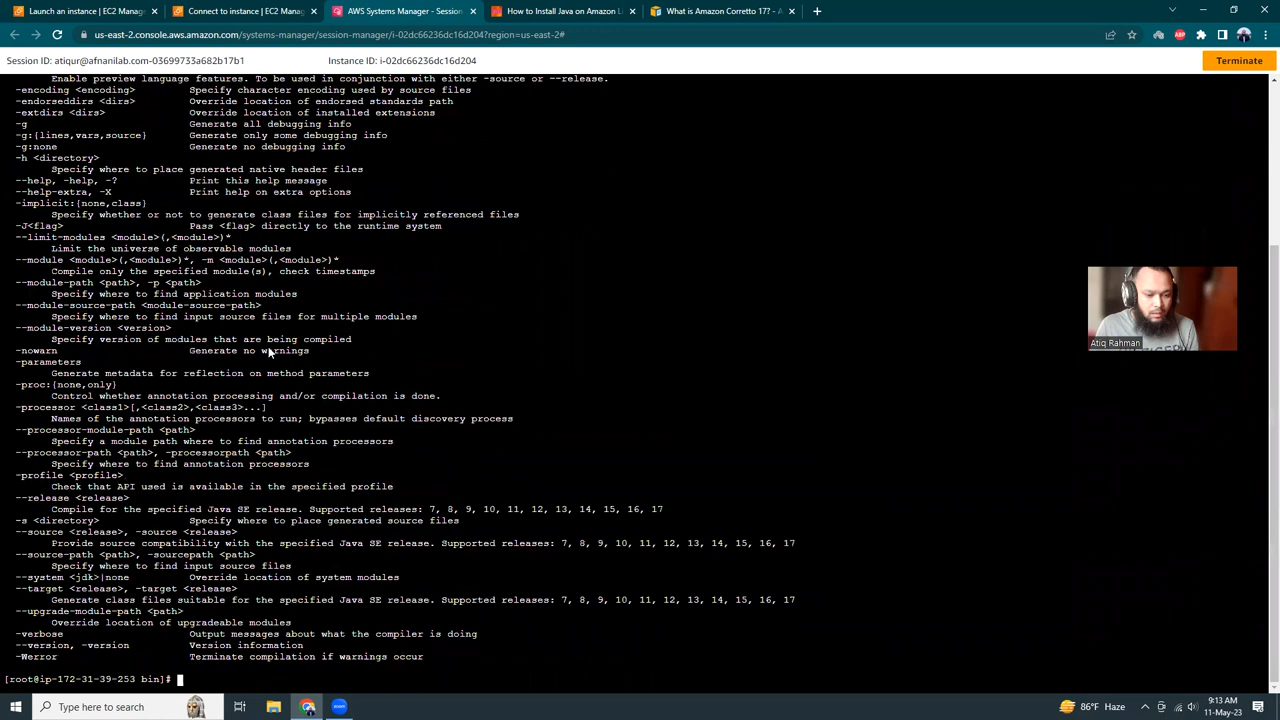 Launch an instance | EC2 Manag
Connect to instance | EC2 Manag
AWS Systems Manager - Session
How to Install Java on Amazon Li
What is Amazon Corretto 17? - A
us-east-2.console.aws.amazon.com/systems-manager/session-manager/i-02dc66236dc16d204?region=us-east-2#
Session ID: atiqur@afnanilab.com-03699733a682b17b1
Instance ID: i-02dc66236dc16d204
Terminate
Enable preview language features. To be used in conjunction with either -source or --release.
-encoding <encoding> Specify character encoding used by source files
-endorseddirs <dirs> Override location of endorsed standards path
-extdirs <dirs> Override location of installed extensions
-g Generate all debugging info
-g:{lines,vars,source} Generate only some debugging info
-g:none Generate no debugging info
-h <directory>
Specify where to place generated native header files
--help, -help, -? Print this help message
--help-extra, -X Print help on extra options
-implicit:{none,class}
Specify whether or not to generate class files for implicitly referenced files
-J<flag> Pass <flag> directly to the runtime system
--limit-modules <module>(,<module>)*
Limit the universe of observable modules
--module <module>(,<module>)*, -m <module>(,<module>)*
Compile only the specified module(s), check timestamps
--module-path <path>, -p <path>
Specify where to find application modules
--module-source-path <module-source-path>
Specify where to find input source files for multiple modules
--module-version <version>
Specify version of modules that are being compiled
-nowarn Generate no warnings
-parameters
Generate metadata for reflection on method parameters
-proc:{none,only}
Control whether annotation processing and/or compilation is done.
-processor <class1>[,<class2>,<class3>...]
Names of the annotation processors to run; bypasses default discovery process
--processor-module-path <path>
Specify a module path where to find annotation processors
--processor-path <path>, -processorpath <path>
Specify where to find annotation processors
-profile <profile>
Check that API used is available in the specified profile
--release <release>
Compile for the specified Java SE release. Supported releases: 7, 8, 9, 10, 11, 12, 13, 14, 15, 16, 17
-s <directory> Specify where to place generated source files
--source <release>, -source <release>
Provide source compatibility with the specified Java SE release. Supported releases: 7, 8, 9, 10, 11, 12, 13, 14, 15, 16, 17
--source-path <path>, -sourcepath <path>
Specify where to find input source files
--system <jdk>|none Override location of system modules
--target <release>, -target <release>
Generate class files suitable for the specified Java SE release. Supported releases: 7, 8, 9, 10, 11, 12, 13, 14, 15, 16, 17
--upgrade-module-path <path>
Override location of upgradeable modules
-verbose Output messages about what the compiler is doing
--version, -version Version information
-Werror Terminate compilation if warnings occur
[root@ip-172-31-39-253 bin]#
Atiq Rahman
Type here to search
86°F Haze
9:13 AM
11-May-23